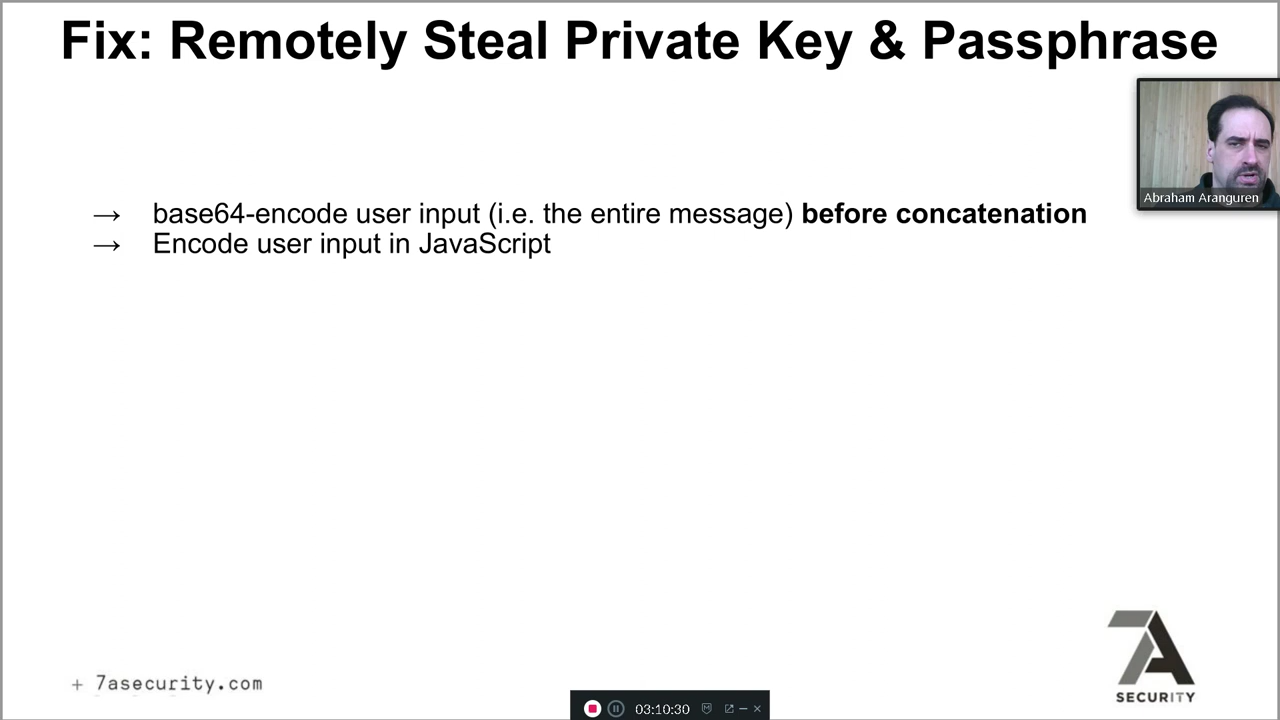 Fix: Remotely Steal Private Key & Passphrase
Abraham Aranguren
→ base64-encode user input (i.e. the entire message) before concatenation
→ Encode user input in JavaScript
+ 7asecurity.com
7A
SECURITY
03:10:30